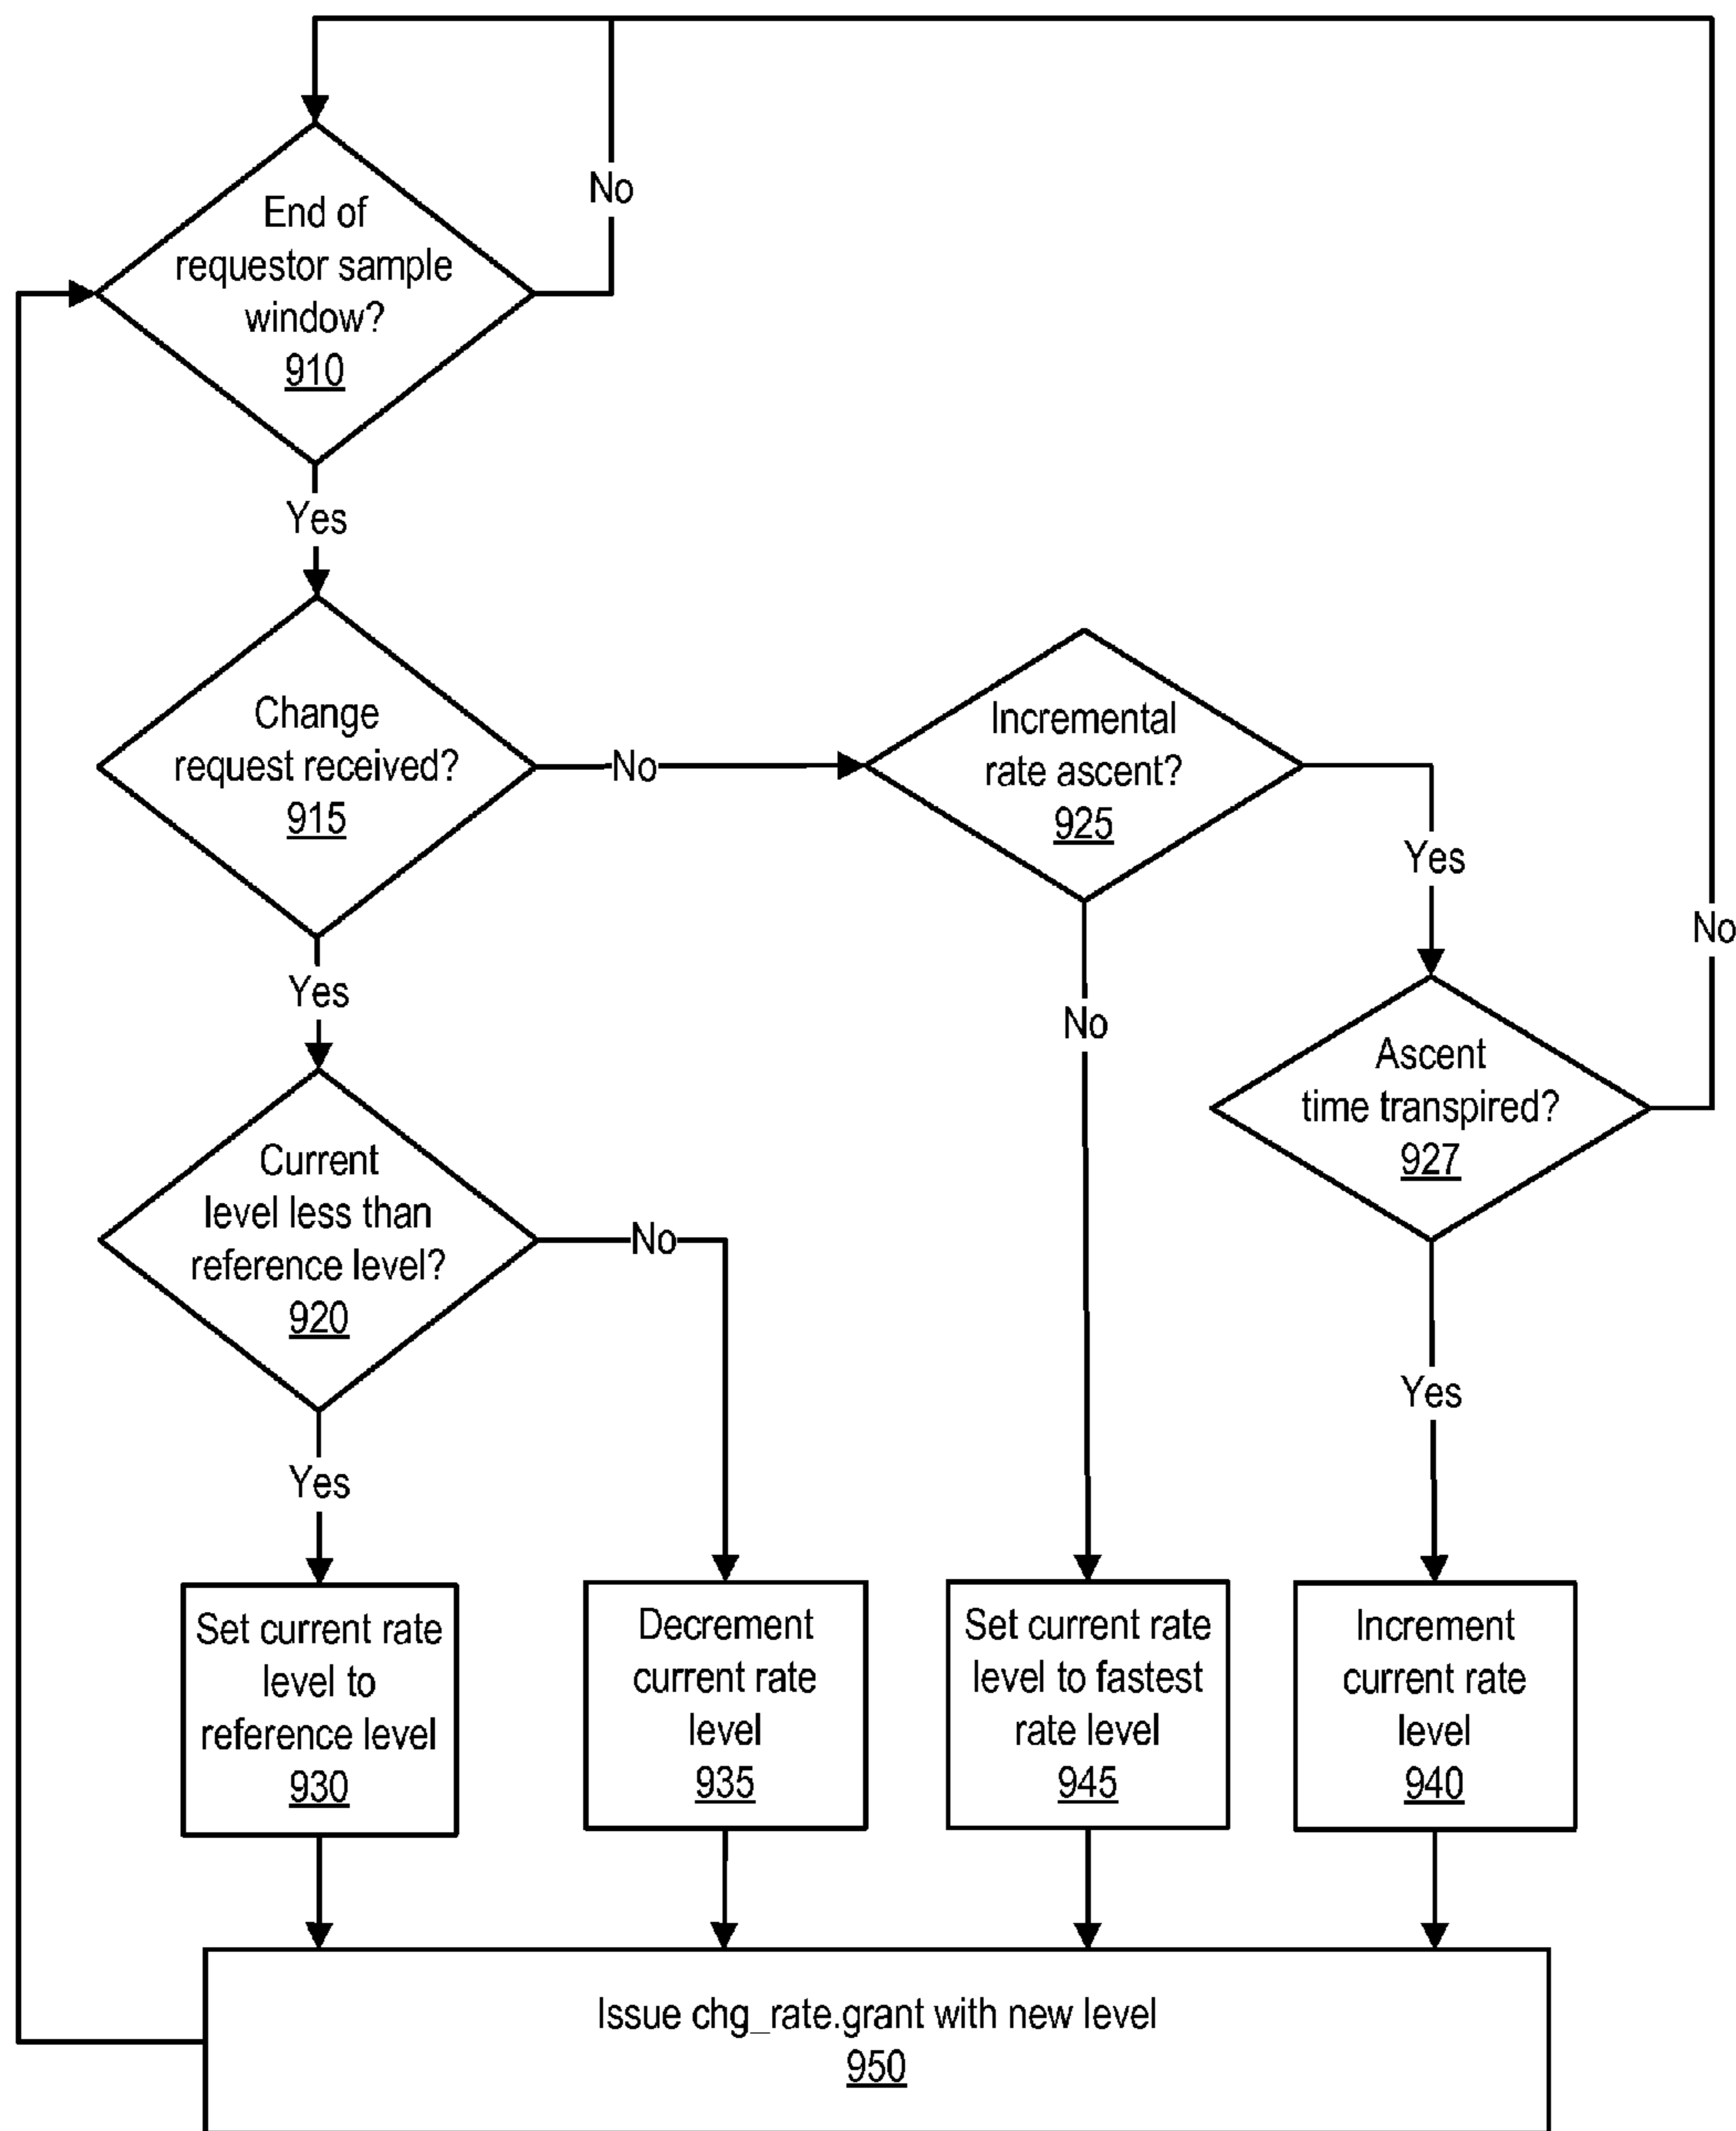 End of
requestor sample
window?
910
No
Yes
Change
request received?
915
No
Incremental
rate ascent?
925
Yes
No
Yes
No
Ascent
time transpired?
927
Current
level less than
reference level?
920
No
Yes
Yes
Set current rate
level to
reference level
930
Decrement
current rate
level
935
Set current rate
level to fastest
rate level
945
Increment
current rate
level
940
Issue chg_rate.grant with new level
950